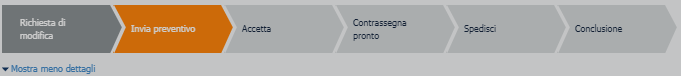 Richiesta di
modifica
Invia preventivo
Accetta
Contrassegna
pronto
Spedisci
Conclusione
Mostra meno dettagli